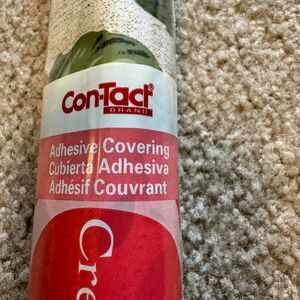 Con-Tact®
BRAND
Adhesive Covering
Cubierta Adhesiva
Adhésif Couvrant
Cre